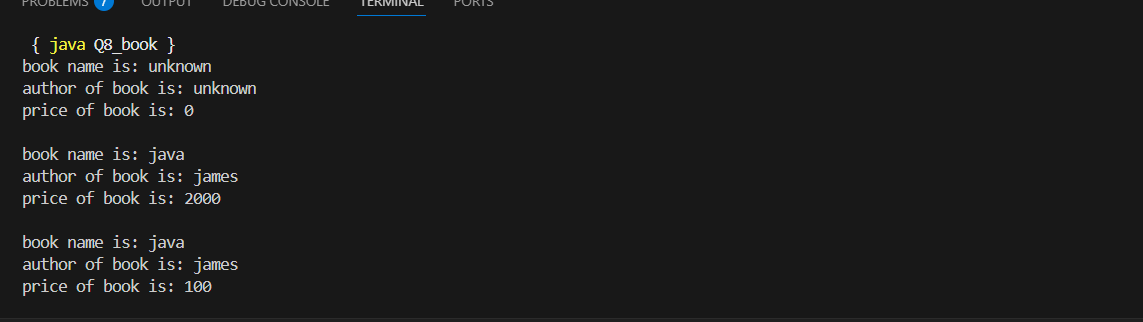 PROBLEMS 7 OUTPUT DEBUG CONSOLE TERMINAL PORTS
{ java Q8_book }
book name is: unknown
author of book is: unknown
price of book is: 0
book name is: java
author of book is: james
price of book is: 2000
book name is: java
author of book is: james
price of book is: 100